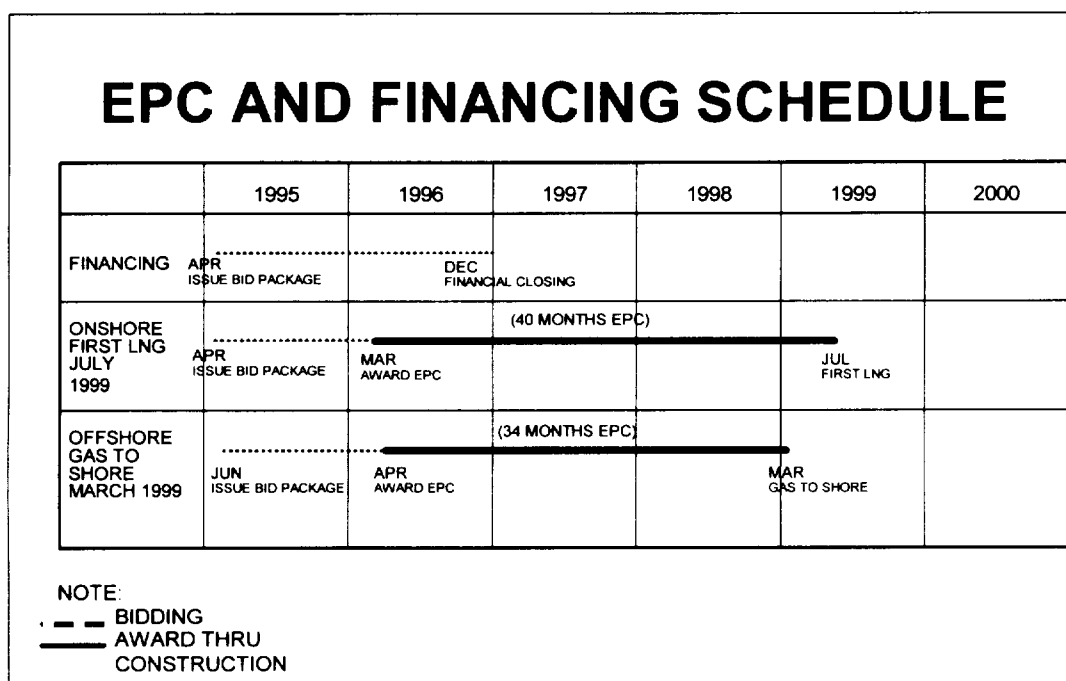 EPC AND FINANCING SCHEDULE
1995 1996 1997 1998 1999 2000
FINANCING
APR
ISSUE BID PACKAGE
DEC
FINANCIAL CLOSING
ONSHORE
FIRST LNG
JULY
1999
(40 MONTHS EPC)
APR
ISSUE BID PACKAGE
MAR
AWARD EPC
JUL
FIRST LNG
OFFSHORE
GAS TO
SHORE
MARCH 1999
(34 MONTHS EPC)
JUN
ISSUE BID PACKAGE
APR
AWARD EPC
MAR
GAS TO SHORE
NOTE:
BIDDING
AWARD THRU
CONSTRUCTION